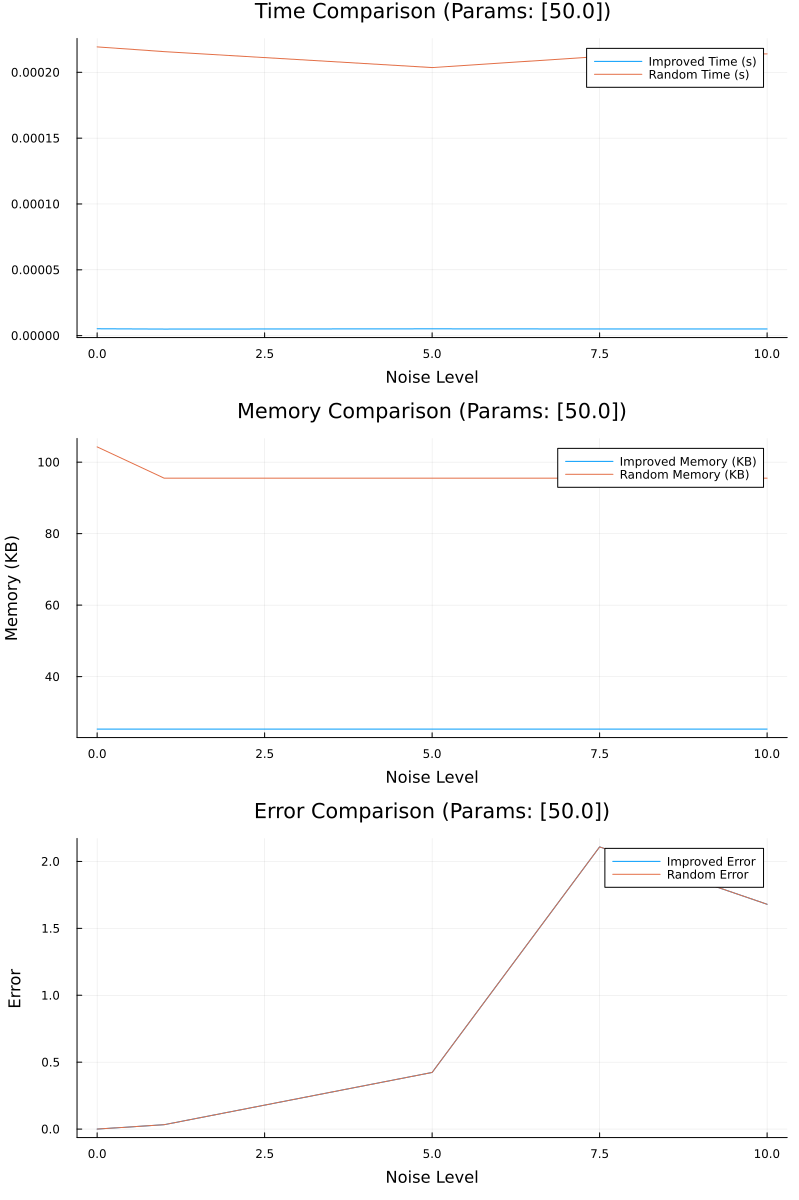 Time Comparison (Params: [50.0])
0.00020
0.00015
0.00010
0.00005
0.00000
Improved Time (s)
Random Time (s)
0.0 2.5 5.0 7.5 10.0
Noise Level
Memory Comparison (Params: [50.0])
Memory (KB)
100
80
60
40
Improved Memory (KB)
Random Memory (KB)
0.0 2.5 5.0 7.5 10.0
Noise Level
Error Comparison (Params: [50.0])
Error
2.0
1.5
1.0
0.5
0.0
Improved Error
Random Error
0.0 2.5 5.0 7.5 10.0
Noise Level